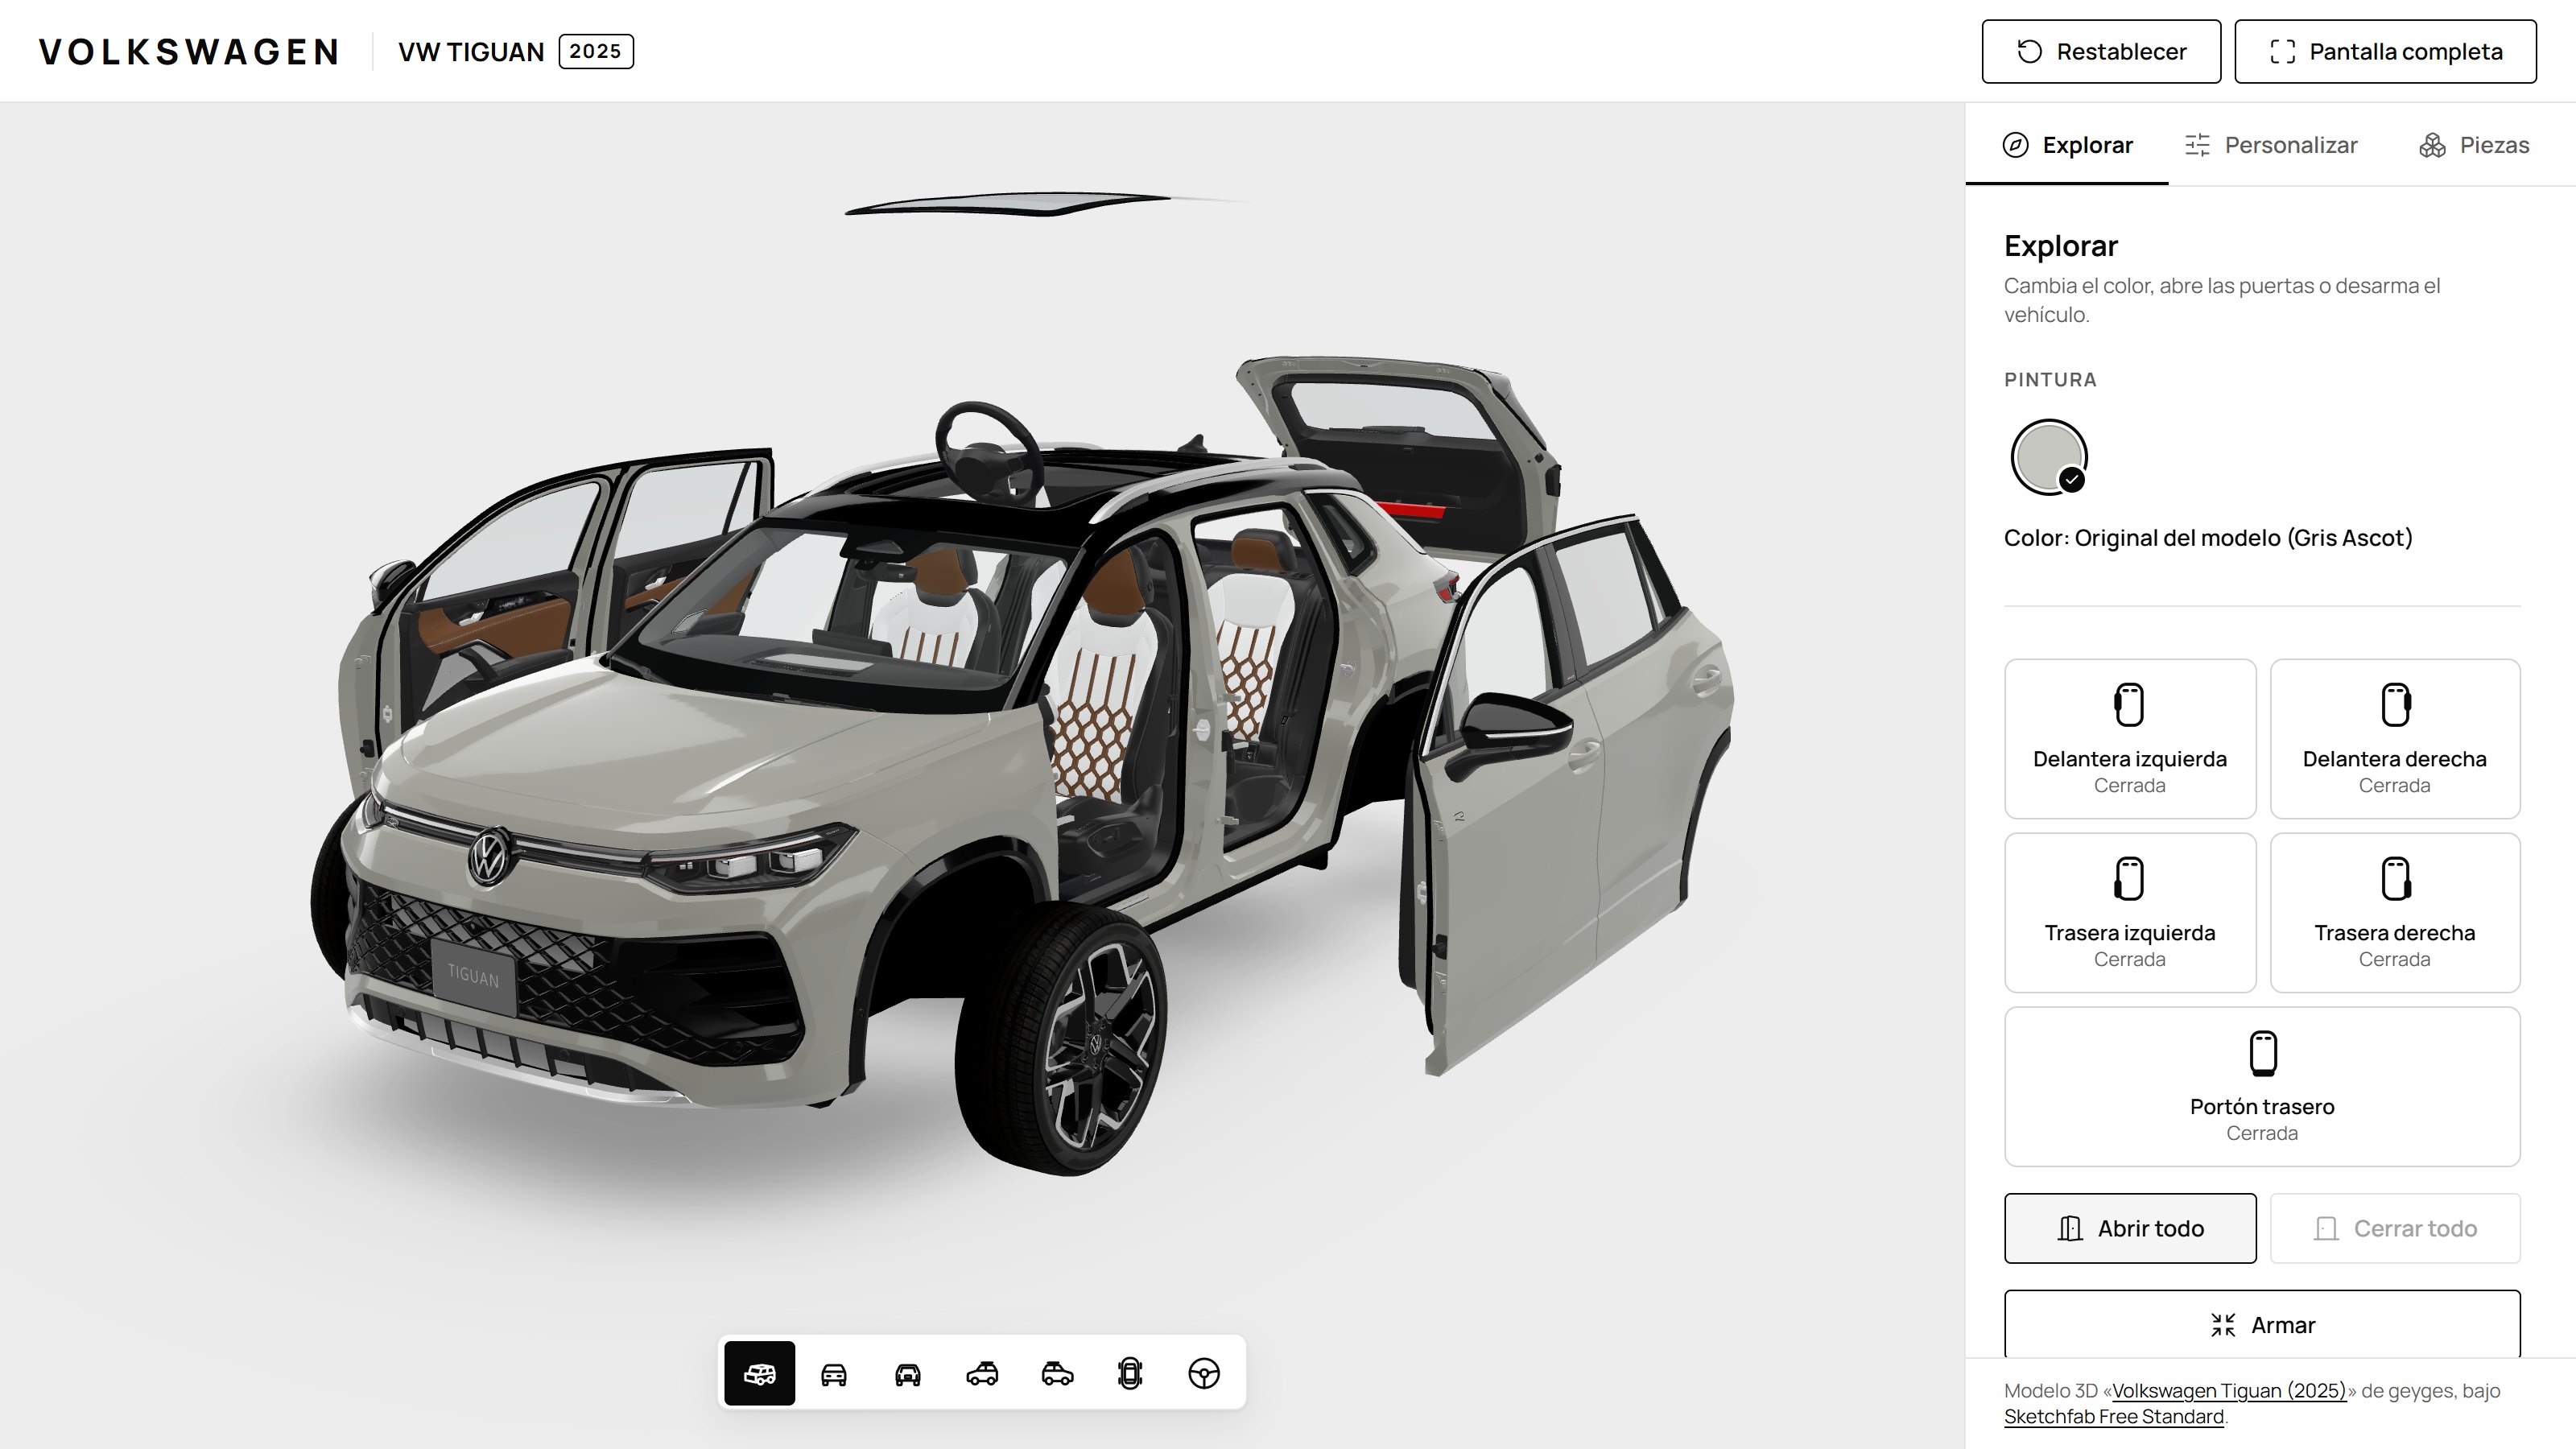 VOLKSWAGEN
VW TIGUAN
2025
Restablecer
Pantalla completa
Explorar
Personalizar
Piezas
Explorar
Cambia el color, abre las puertas o desarma el
vehículo.
PINTURA
Color: Original del modelo (Gris Ascot)
Delantera izquierda
Cerrada
Delantera derecha
Cerrada
Trasera izquierda
Cerrada
Trasera derecha
Cerrada
Portón trasero
Cerrada
Abrir todo
Cerrar todo
Armar
TIGUAN
Modelo 3D «Volkswagen Tiguan (2025)» de geyges, bajo
Sketchfab Free Standard.